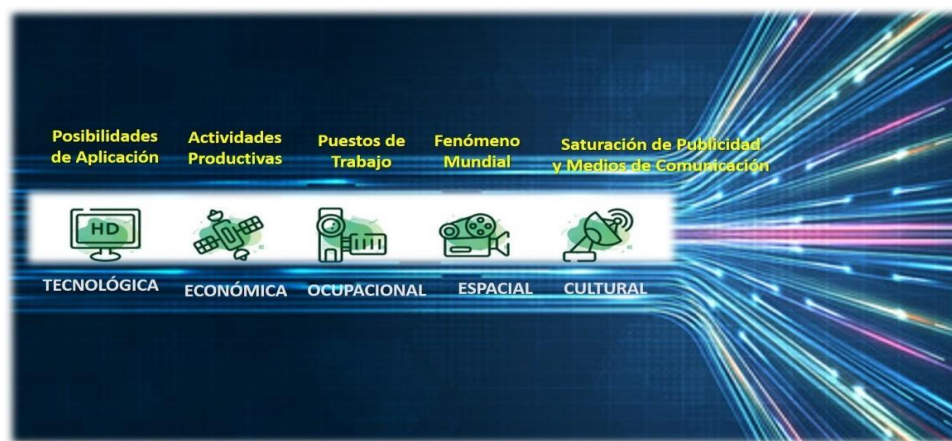 Posibilidades
de Aplicación
Actividades
Productivas
Puestos de
Trabajo
Fenómeno
Mundial
Saturación de Publicidad
y Medios de Comunicación
HD
TECNOLÓGICA
ECONÓMICA
OCUPACIONAL
ESPACIAL
CULTURAL